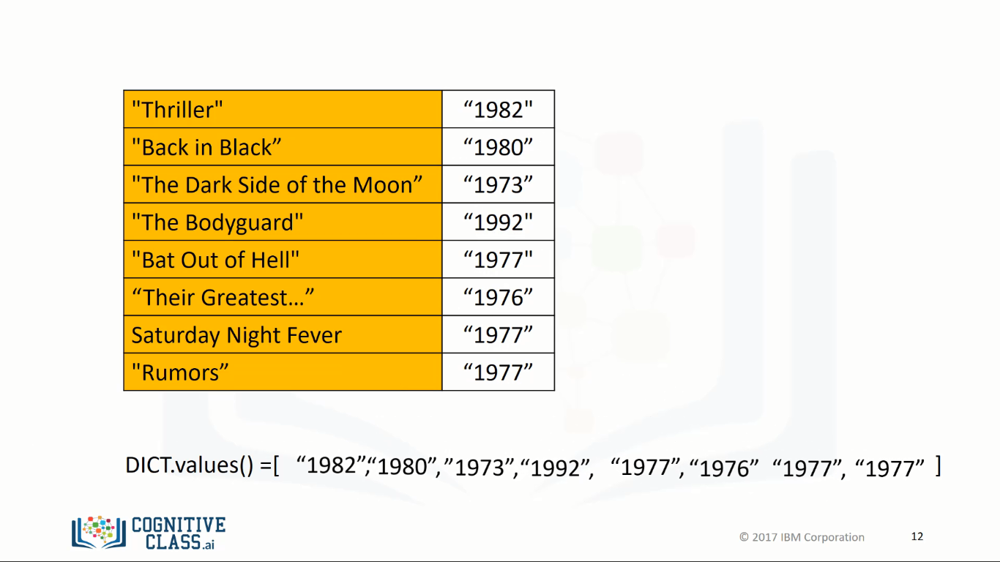 "Thriller" “1982"
"Back in Black” “1980”
"The Dark Side of the Moon” “1973”
"The Bodyguard" “1992"
"Bat Out of Hell" “1977"
“Their Greatest…” “1976”
Saturday Night Fever “1977”
"Rumors” “1977”
DICT.values() =[ “1982”,“1980”, ”1973”,“1992”, “1977”, “1976” “1977”, “1977” ]
COGNITIVE
CLASS.ai
© 2017 IBM Corporation 12